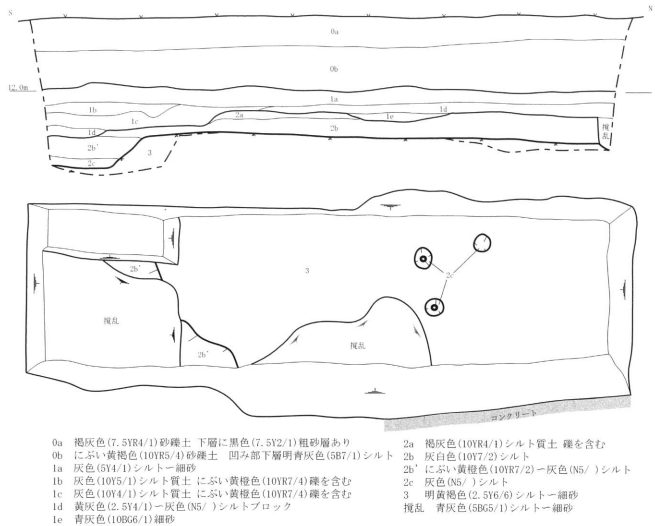 S
N
0a
0b
12.0m
1a
1b
1c
2a
1d
1e
1d
2b
2b'
3
2c
撹乱
2b'
3
2c
撹乱
2b'
撹乱
コンクリート
0a 褐灰色(7.5YR4/1)砂礫土 下層に黒色(7.5Y2/1)粗砂層あり
0b にぶい黄褐色(10YR5/4)砂礫土 凹み部下層明青灰色(5B7/1)シルト
1a 灰色(5Y4/1)シルト~細砂
1b 灰色(10Y5/1)シルト質土 にぶい黄橙色(10YR7/4)礫を含む
1c 灰色(10Y4/1)シルト質土 にぶい黄橙色(10YR7/4)礫を含む
1d 黄灰色(2.5Y4/1)~灰色(N5/ )シルトブロック
1e 青灰色(10BG6/1)細砂
2a 褐灰色(10YR4/1)シルト質土 礫を含む
2b 灰白色(10Y7/2)シルト
2b' にぶい黄橙色(10YR7/2)~灰色(N5/ )シルト
2c 灰色(N5/ )シルト
3 明黄褐色(2.5Y6/6)シルト~細砂
撹乱 青灰色(5BG5/1)シルト~細砂